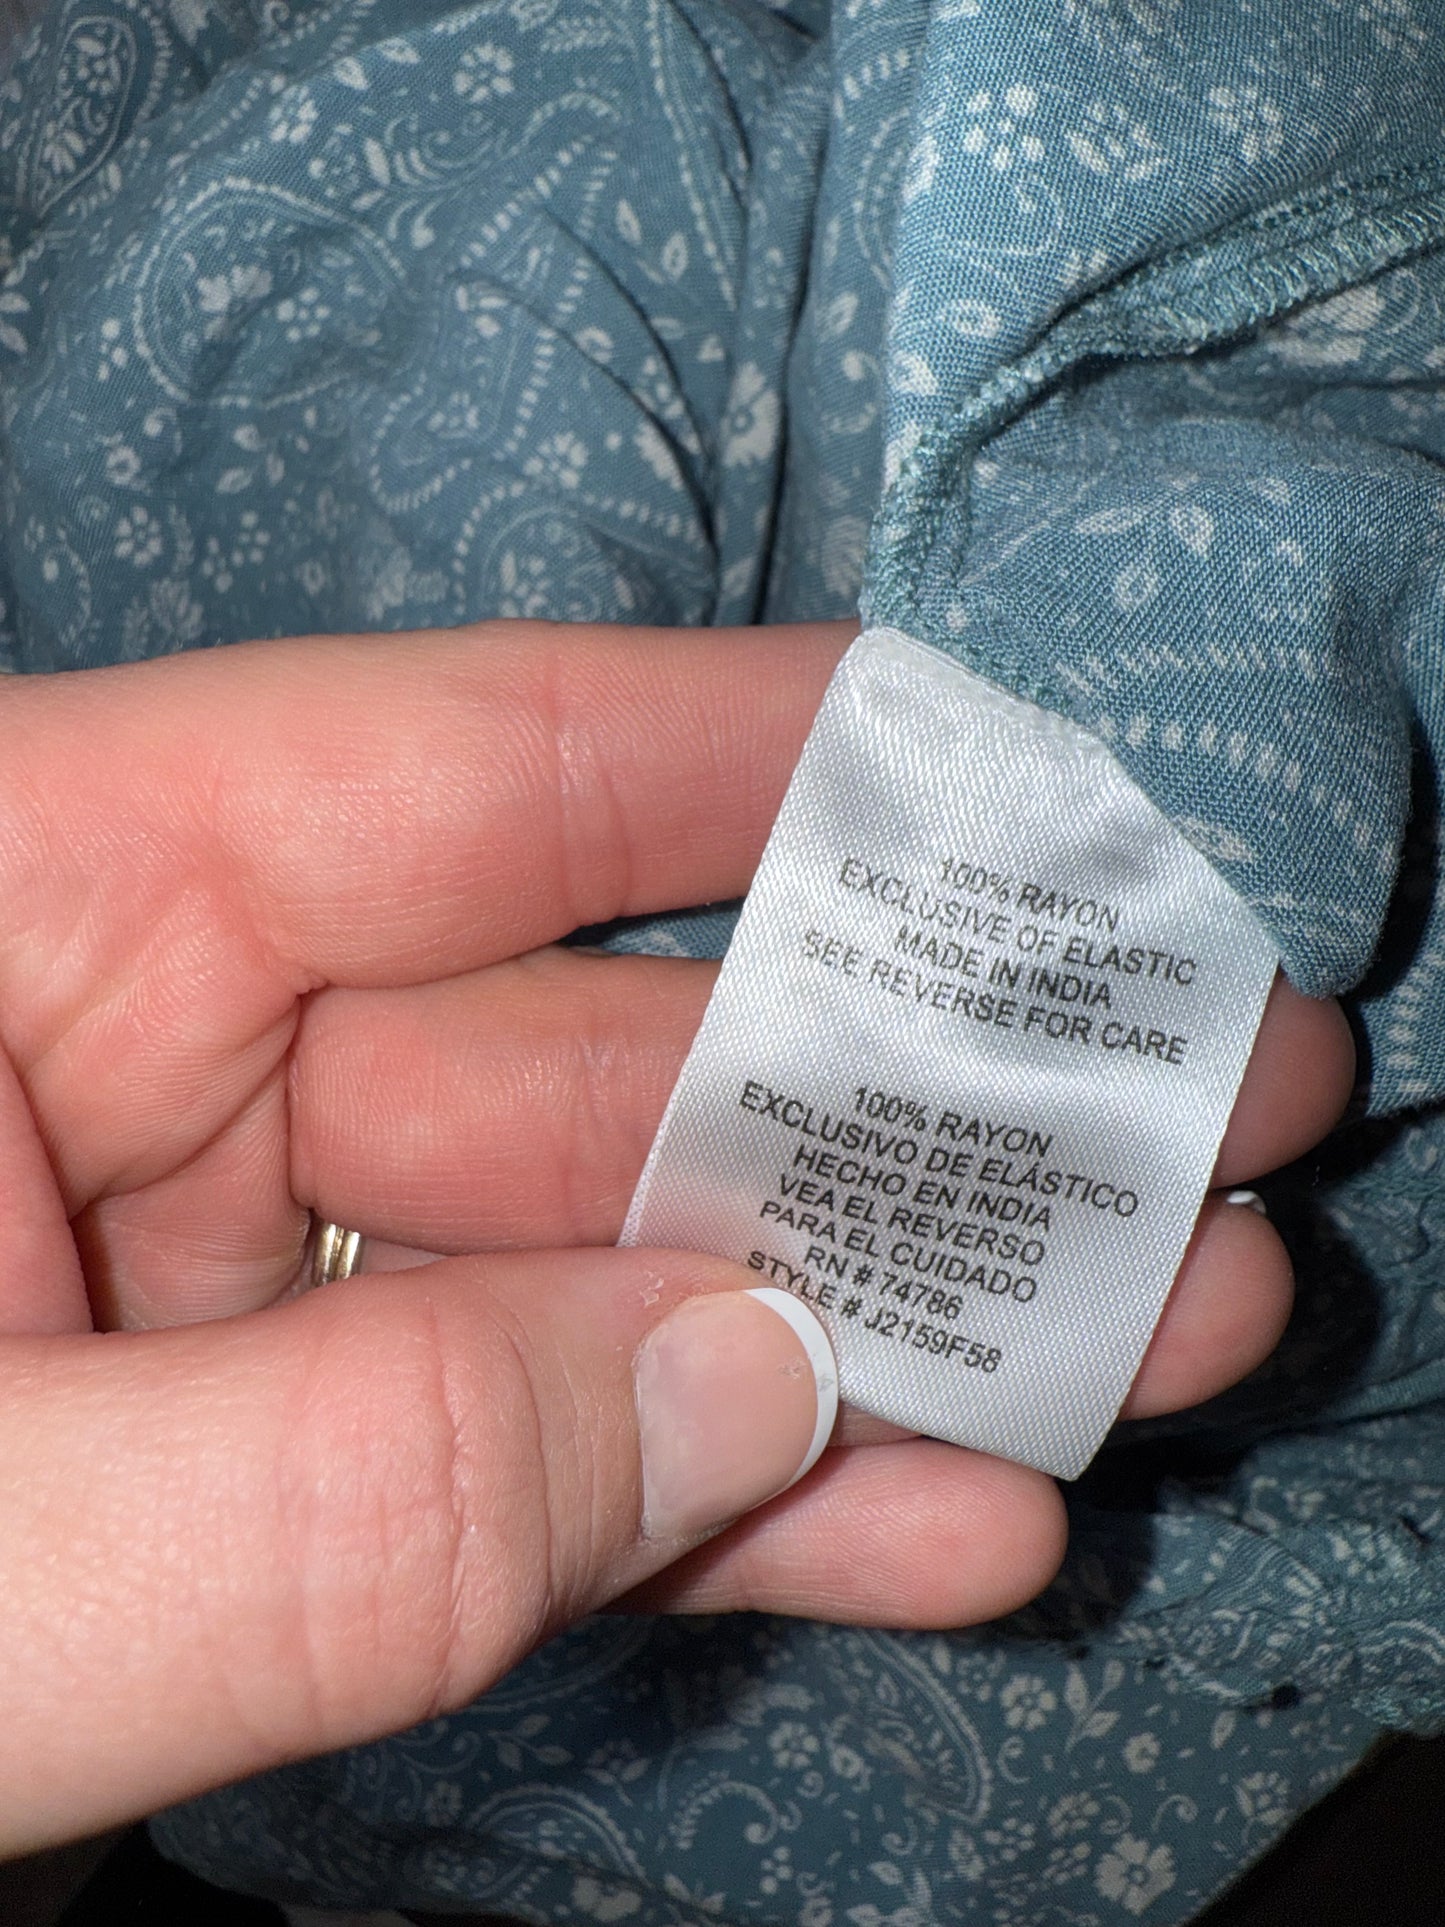 100% RAYON
EXCLUSIVE OF ELASTIC
MADE IN INDIA
SEE REVERSE FOR CARE
100% RAYON
EXCLUSIVO DE ELÁSTICO
HECHO EN INDIA
VEA EL REVERSO
PARA EL CUIDADO
RN # 74786
STYLE # J2159F58